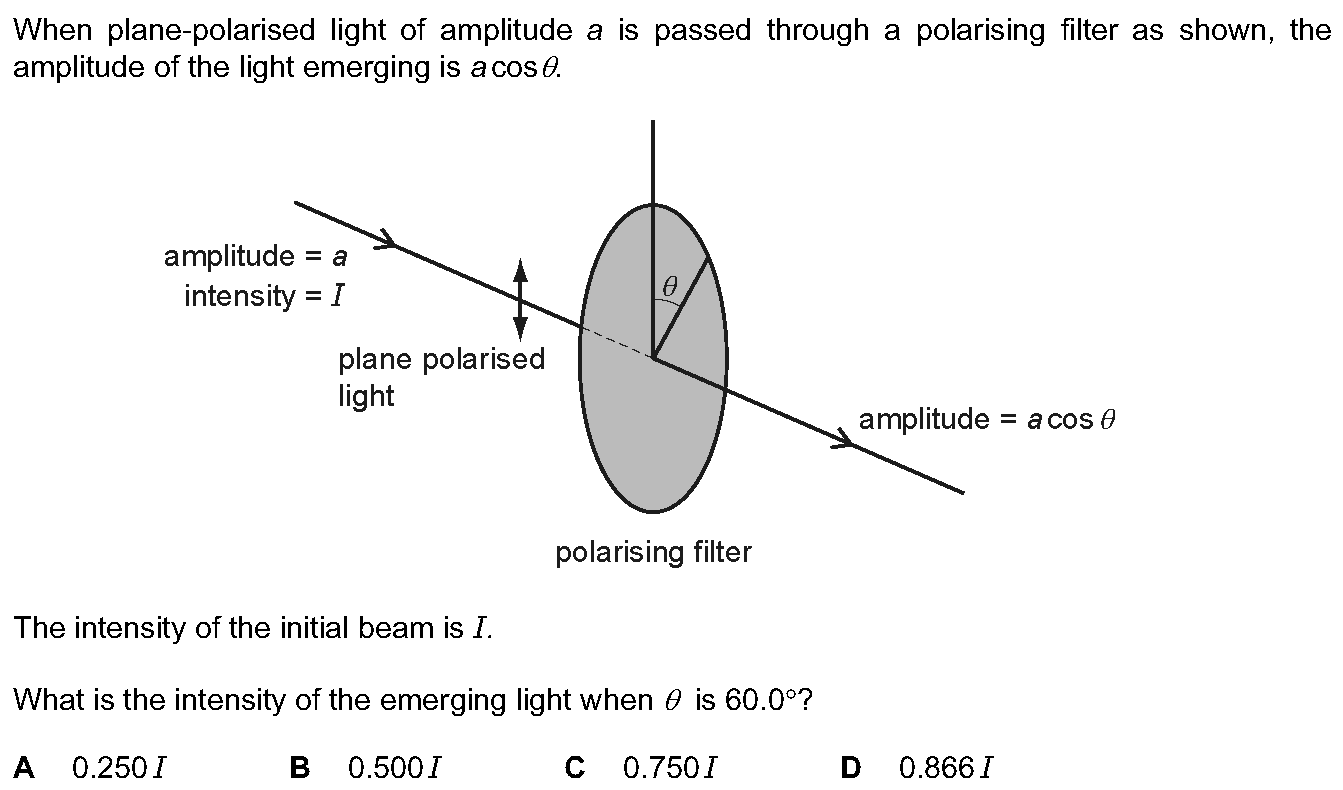 When plane-polarised light of amplitude a is passed through a polarising filter as shown, the
amplitude of the light emerging is a cos θ.
θ
amplitude = a
intensity = I
plane polarised
light
amplitude = a cos θ
polarising filter
The intensity of the initial beam is I.
What is the intensity of the emerging light when θ is 60.0°?
A 0.250 I B 0.500 I C 0.750 I D 0.866 I